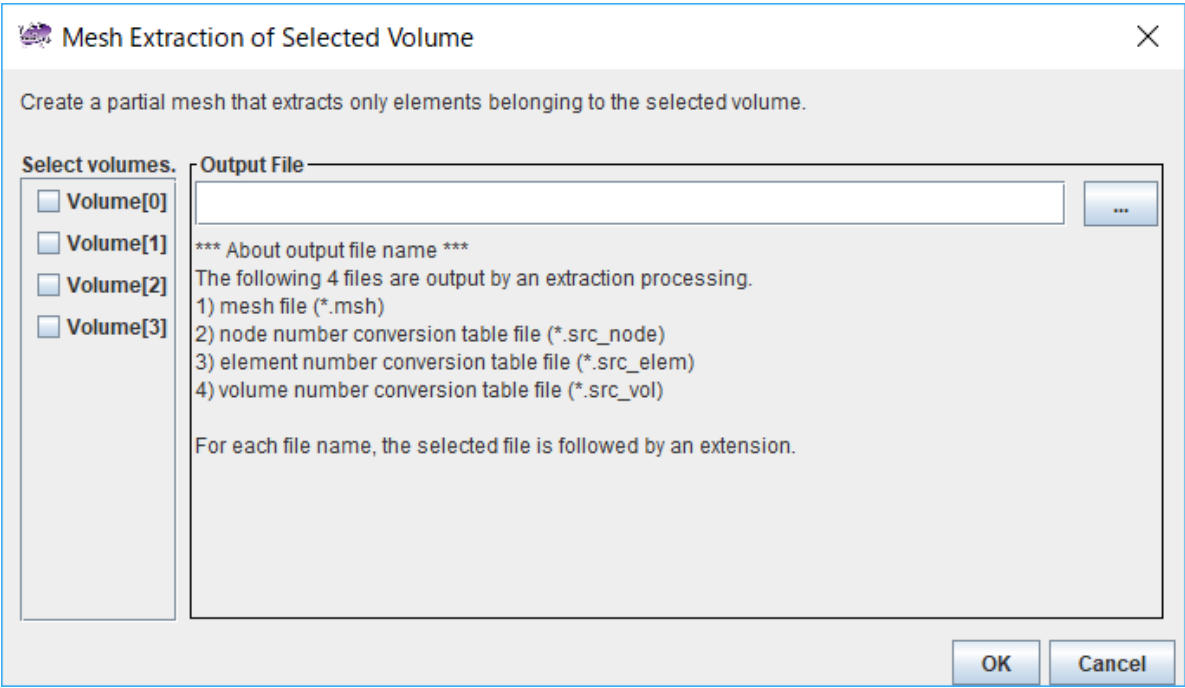 Mesh Extraction of Selected Volume
Create a partial mesh that extracts only elements belonging to the selected volume.
Select volumes.
Volume[0]
Volume[1]
Volume[2]
Volume[3]
Output File
...
*** About output file name ***
The following 4 files are output by an extraction processing.
1) mesh file (*.msh)
2) node number conversion table file (*.src_node)
3) element number conversion table file (*.src_elem)
4) volume number conversion table file (*.src_vol)
For each file name, the selected file is followed by an extension.
OK
Cancel